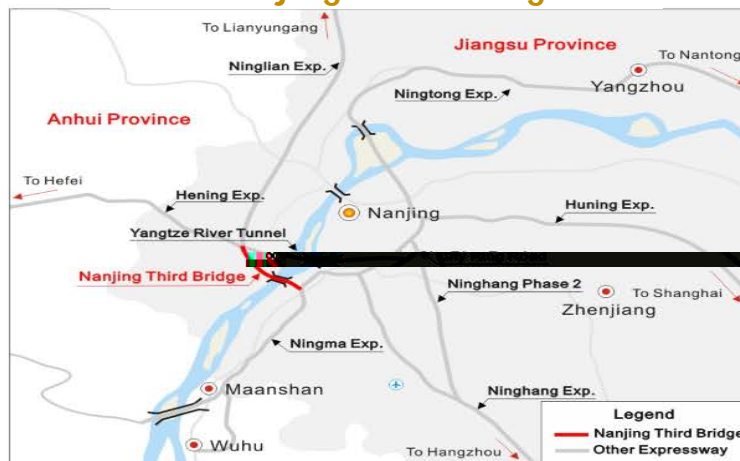 To Lianyungang
Jiangsu Province
To Nantong
Ninglian Exp.
Yangzhou
Ningtong Exp.
Anhui Province
To Hefei
Hening Exp.
Nanjing
Huning Exp.
Yangtze River Tunnel
Nanjing Third Bridge
Ninghang Phase 2
To Shanghai
Zhenjiang
Ningma Exp.
Maanshan
Ninghang Exp.
Legend
Nanjing Third Bridge
Other Expressway
Wuhu
To Hangzhou